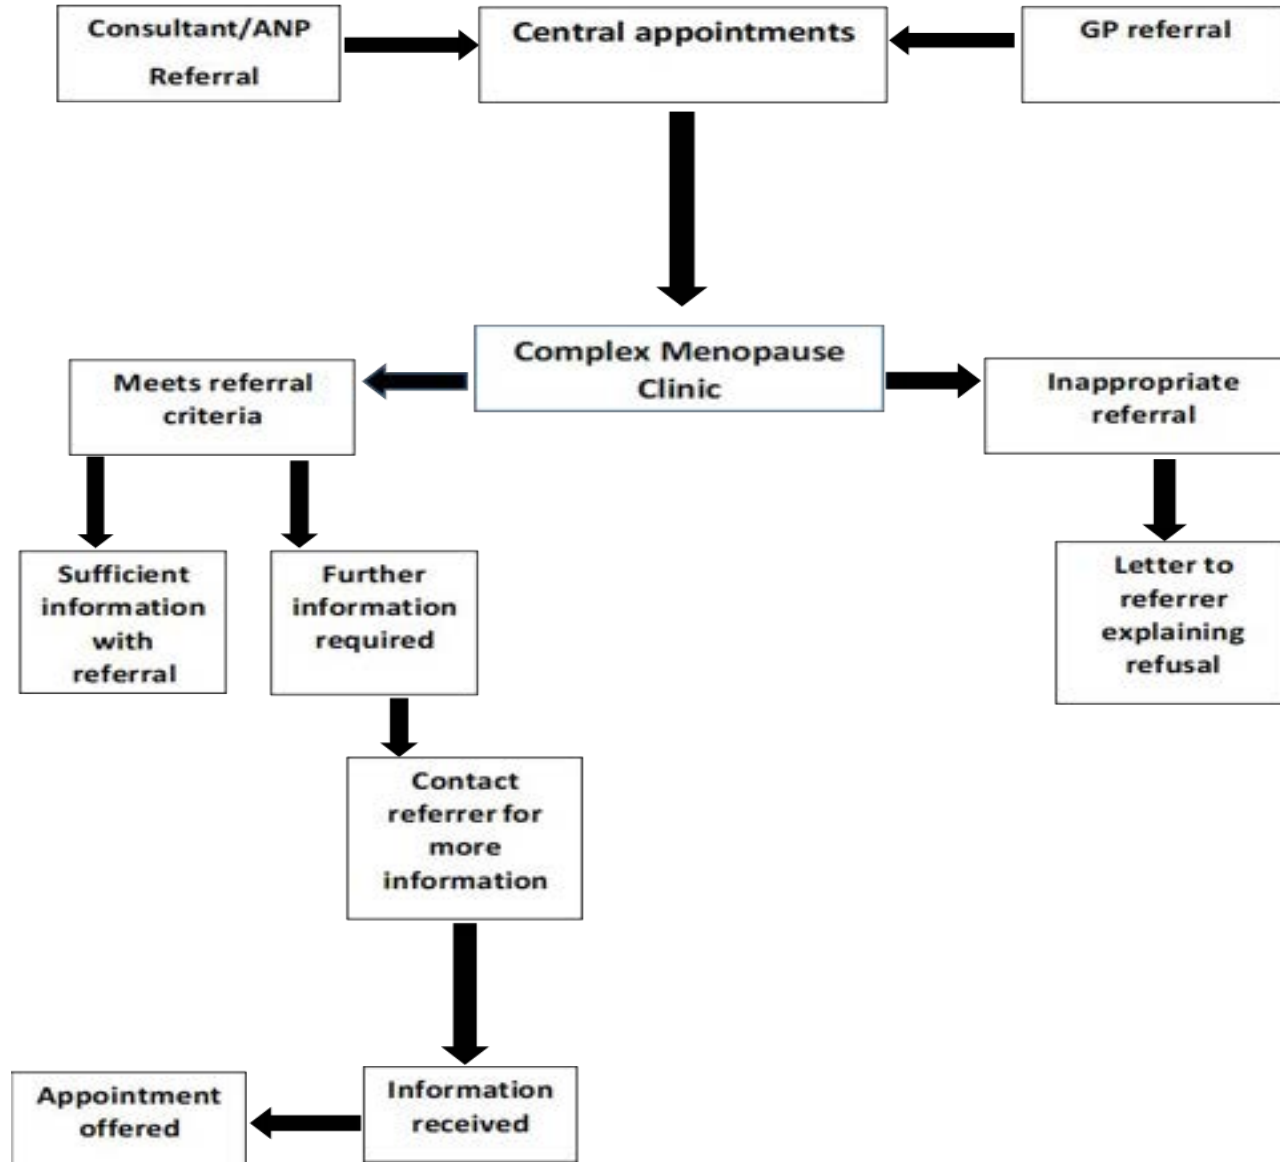 Consultant/ANP
Referral
Central appointments
GP referral
Complex Menopause
Clinic
Meets referral
criteria
Inappropriate
referral
Sufficient
information
with
referral
Further
information
required
Letter to
referrer
explaining
refusal
Contact
referrer for
more
information
Appointment
offered
Information
received